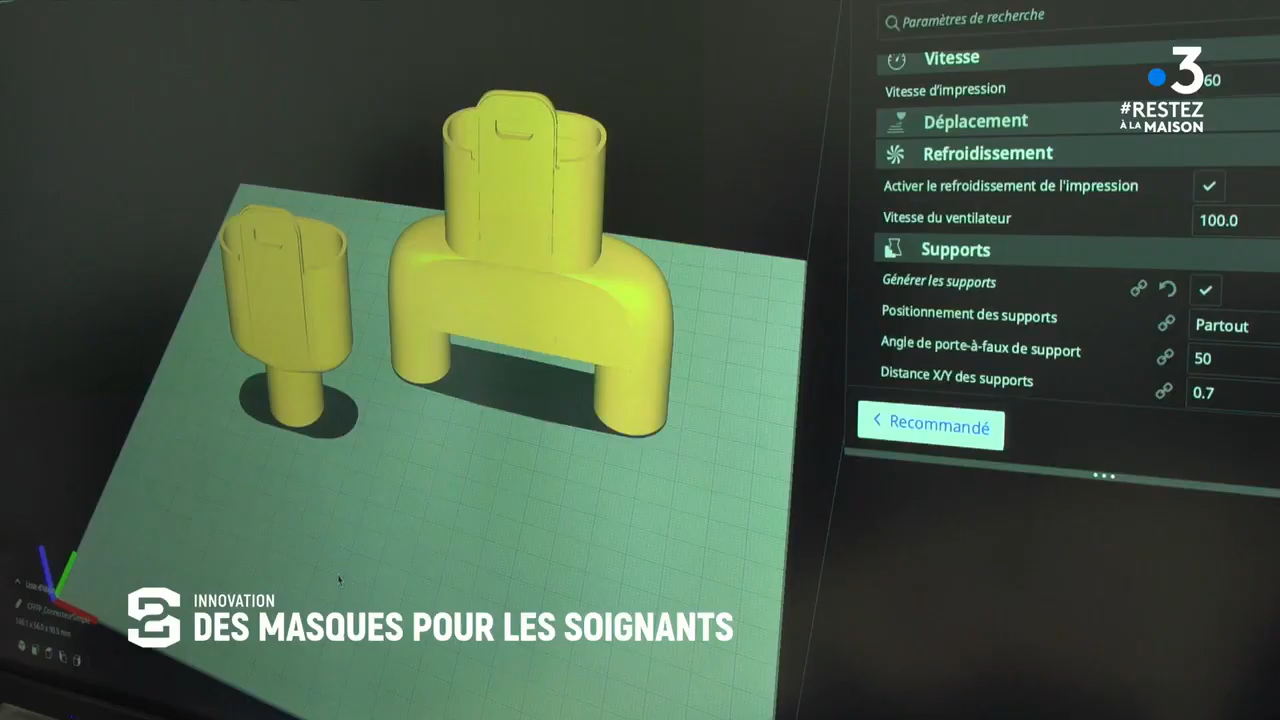 Paramètres de recherche
Vitesse
Vitesse d'impression
60
Déplacement
Refroidissement
Activer le refroidissement de l'impression
Vitesse du ventilateur
100.0
Supports
Générer les supports
Positionnement des supports
Partout
Angle de porte-à-faux de support
50
Distance X/Y des supports
0.7
Recommandé
3
#RESTEZ
À LA MAISON
INNOVATION
DES MASQUES POUR LES SOIGNANTS